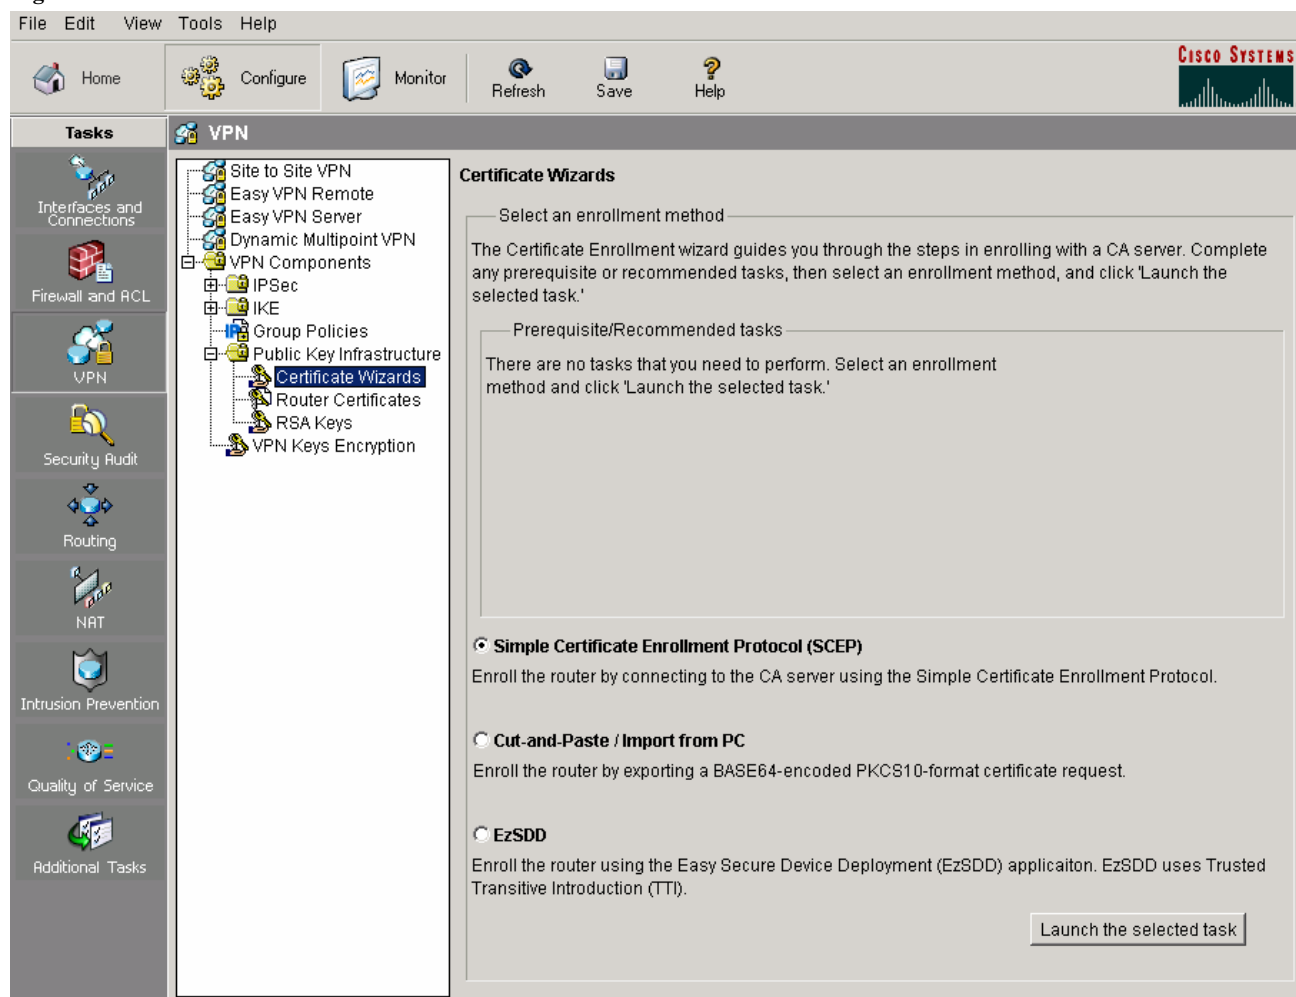 File Edit View Tools Help
Home Configure Monitor Refresh Save Help
CISCO SYSTEMS
Tasks
VPN
Interfaces and
Connections
Firewall and ACL
VPN
Security Audit
Routing
NAT
Intrusion Prevention
Quality of Service
Additional Tasks
Site to Site VPN
Easy VPN Remote
Easy VPN Server
Dynamic Multipoint VPN
VPN Components
IPSec
IKE
Group Policies
Public Key Infrastructure
Certificate Wizards
Router Certificates
RSA Keys
VPN Keys Encryption
Certificate Wizards
Select an enrollment method
The Certificate Enrollment wizard guides you through the steps in enrolling with a CA server. Complete
any prerequisite or recommended tasks, then select an enrollment method, and click 'Launch the
selected task.'
Prerequisite/Recommended tasks
There are no tasks that you need to perform. Select an enrollment
method and click 'Launch the selected task.'
Simple Certificate Enrollment Protocol (SCEP)
Enroll the router by connecting to the CA server using the Simple Certificate Enrollment Protocol.
Cut-and-Paste / Import from PC
Enroll the router by exporting a BASE64-encoded PKCS10-format certificate request.
EzSDD
Enroll the router using the Easy Secure Device Deployment (EzSDD) applicaiton. EzSDD uses Trusted
Transitive Introduction (TTI).
Launch the selected task